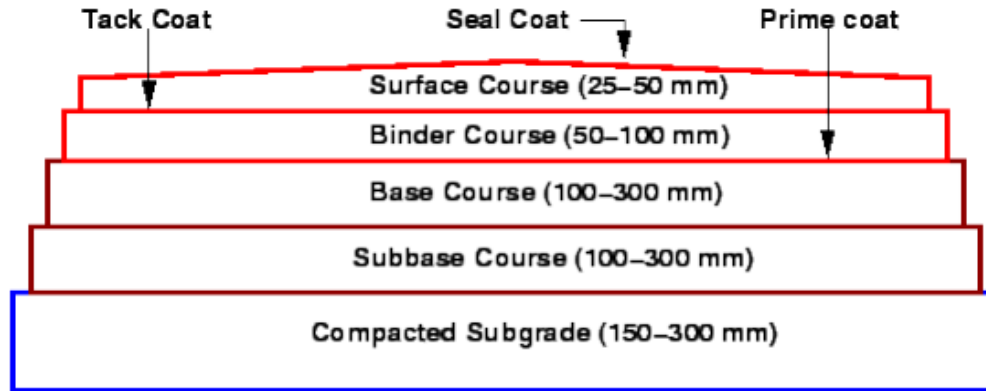 Tack Coat
Seal Coat
Prime coat
Surface Course (25–50 mm)
Binder Course (50–100 mm)
Base Course (100–300 mm)
Subbase Course (100–300 mm)
Compacted Subgrade (150–300 mm)